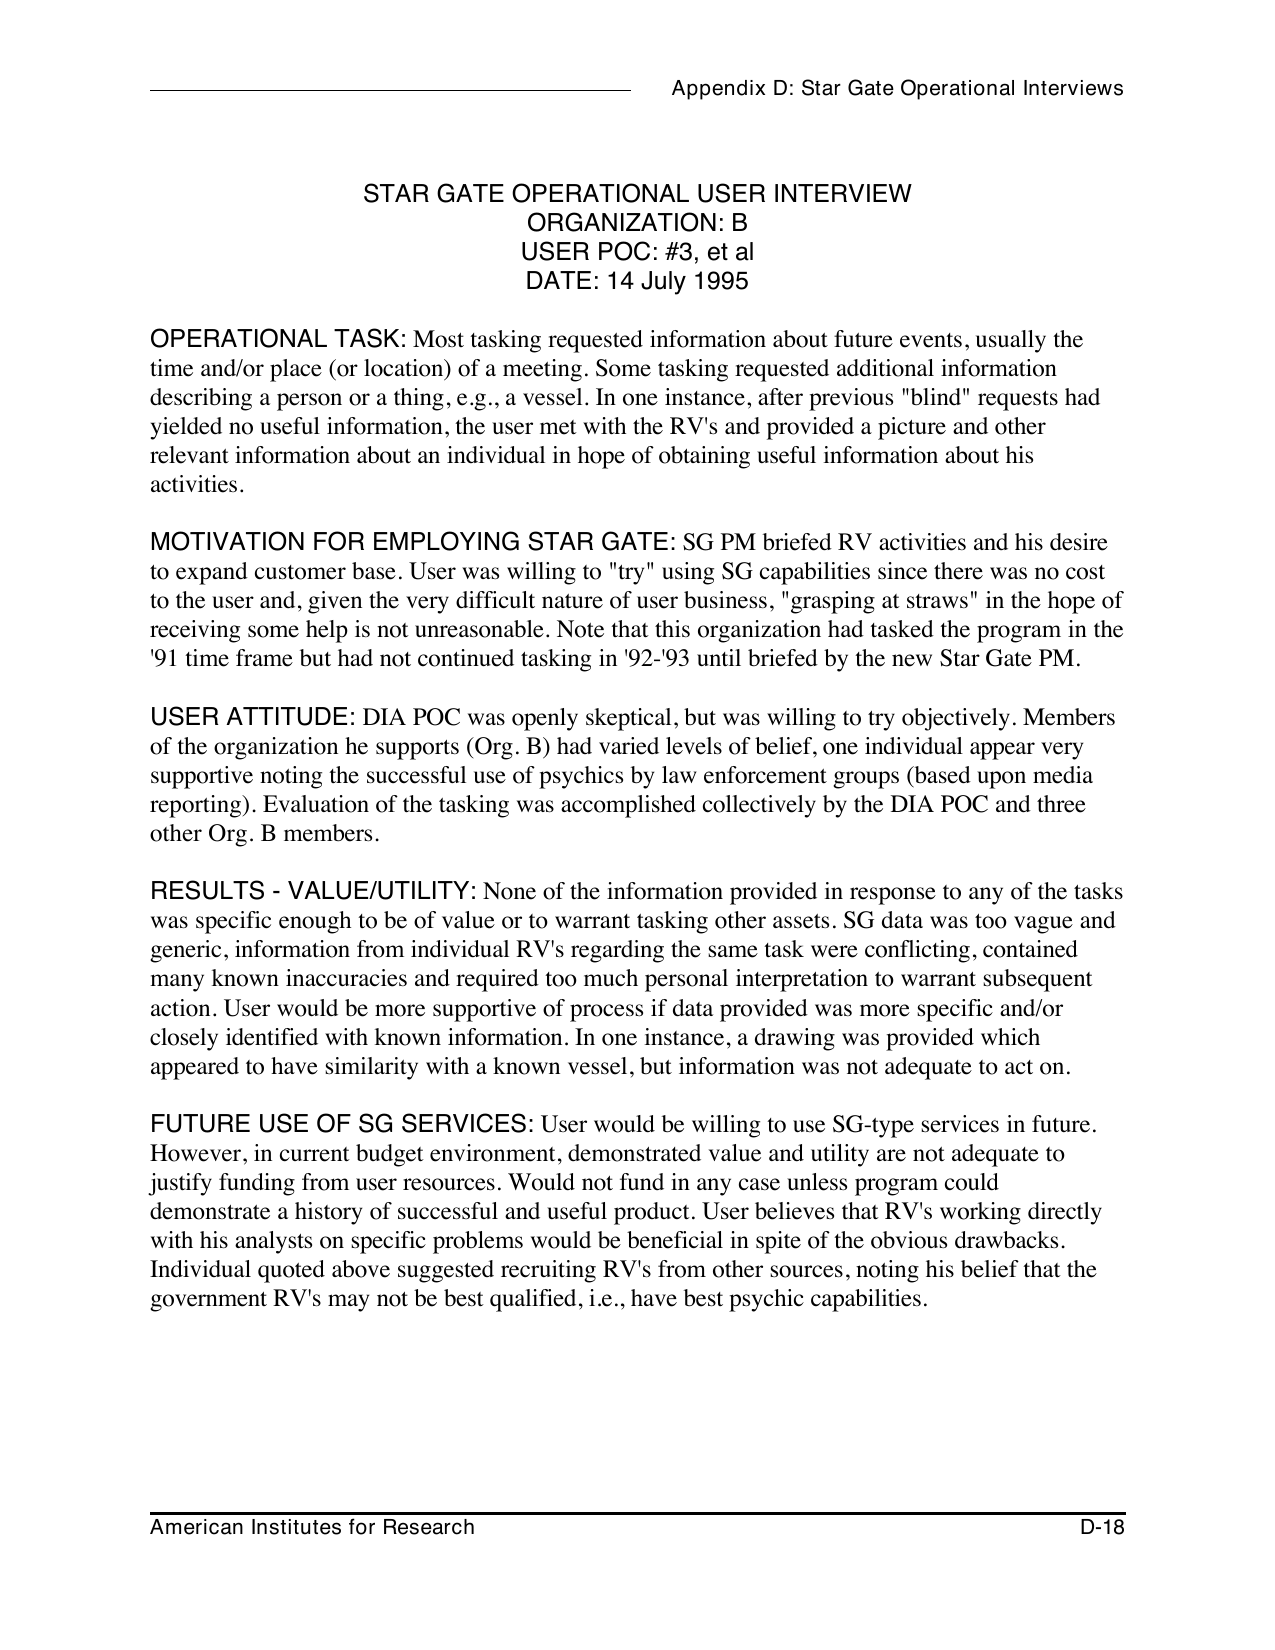 Appendix D: Star Gate Operational Interviews
STAR GATE OPERATIONAL USER INTERVIEW
ORGANIZATION: B
USER POC: #3, et al
DATE: 14 July 1995
OPERATIONAL TASK: Most tasking requested information about future events, usually the
time and/or place (or location) of a meeting. Some tasking requested additional information
describing a person or a thing, e.g., a vessel. In one instance, after previous "blind" requests had
yielded no useful information, the user met with the RV's and provided a picture and other
relevant information about an individual in hope of obtaining useful information about his
activities.
MOTIVATION FOR EMPLOYING STAR GATE: SG PM briefed RV activities and his desire
to expand customer base. User was willing to "try" using SG capabilities since there was no cost
to the user and, given the very difficult nature of user business, "grasping at straws" in the hope of
receiving some help is not unreasonable. Note that this organization had tasked the program in the
'91 time frame but had not continued tasking in '92-'93 until briefed by the new Star Gate PM.
USER ATTITUDE: DIA POC was openly skeptical, but was willing to try objectively. Members
of the organization he supports (Org. B) had varied levels of belief, one individual appear very
supportive noting the successful use of psychics by law enforcement groups (based upon media
reporting). Evaluation of the tasking was accomplished collectively by the DIA POC and three
other Org. B members.
RESULTS - VALUE/UTILITY: None of the information provided in response to any of the tasks
was specific enough to be of value or to warrant tasking other assets. SG data was too vague and
generic, information from individual RV's regarding the same task were conflicting, contained
many known inaccuracies and required too much personal interpretation to warrant subsequent
action. User would be more supportive of process if data provided was more specific and/or
closely identified with known information. In one instance, a drawing was provided which
appeared to have similarity with a known vessel, but information was not adequate to act on.
FUTURE USE OF SG SERVICES: User would be willing to use SG-type services in future.
However, in current budget environment, demonstrated value and utility are not adequate to
justify funding from user resources. Would not fund in any case unless program could
demonstrate a history of successful and useful product. User believes that RV's working directly
with his analysts on specific problems would be beneficial in spite of the obvious drawbacks.
Individual quoted above suggested recruiting RV's from other sources, noting his belief that the
government RV's may not be best qualified, i.e., have best psychic capabilities.
American Institutes for Research D-18